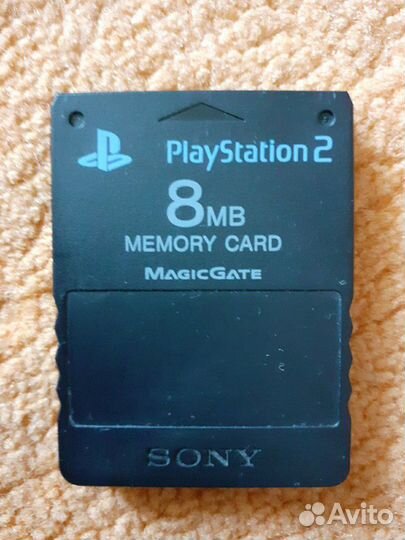 PlayStation 2
8MB
MEMORY CARD
MAGICGATE
SONY
Avito